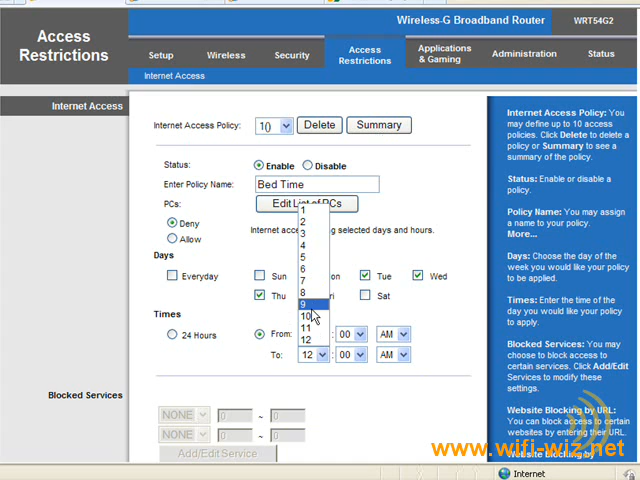 Wireless-G Broadband Router WRT54G2
Access
Restrictions
Setup Wireless Security Access Restrictions Applications & Gaming Administration Status
Internet Access
Internet Access
Internet Access Policy: 1() Delete Summary
Status: Enable Disable
Enter Policy Name: Bed Time
PCs: Edit List of PCs
Deny
Allow
Internet acce ng selected days and hours.
Days
Everyday Sun on Tue Wed
Thu ri Sat
Times
24 Hours From: : 00 AM
To: 12 : 00 AM
1
2
3
4
5
6
7
8
9
10
11
12
Blocked Services
NONE 0 ~ 0
NONE 0 ~ 0
Add/Edit Service
Internet Access Policy: You
may define up to 10 access
policies. Click Delete to delete a
policy or Summary to see a
summary of the policy.
Status: Enable or disable a
policy.
Policy Name: You may assign
a name to your policy.
More...
Days: Choose the day of the
week you would like your policy
to be applied.
Times: Enter the time of the
day you would like your policy
to apply.
Blocked Services: You may
choose to block access to
certain services. Click Add/Edit
Services to modify these
settings.
Website Blocking by URL:
You can block access to certain
websites by entering their URL.
Website Blocking by
www.wifi-wiz.net
Internet